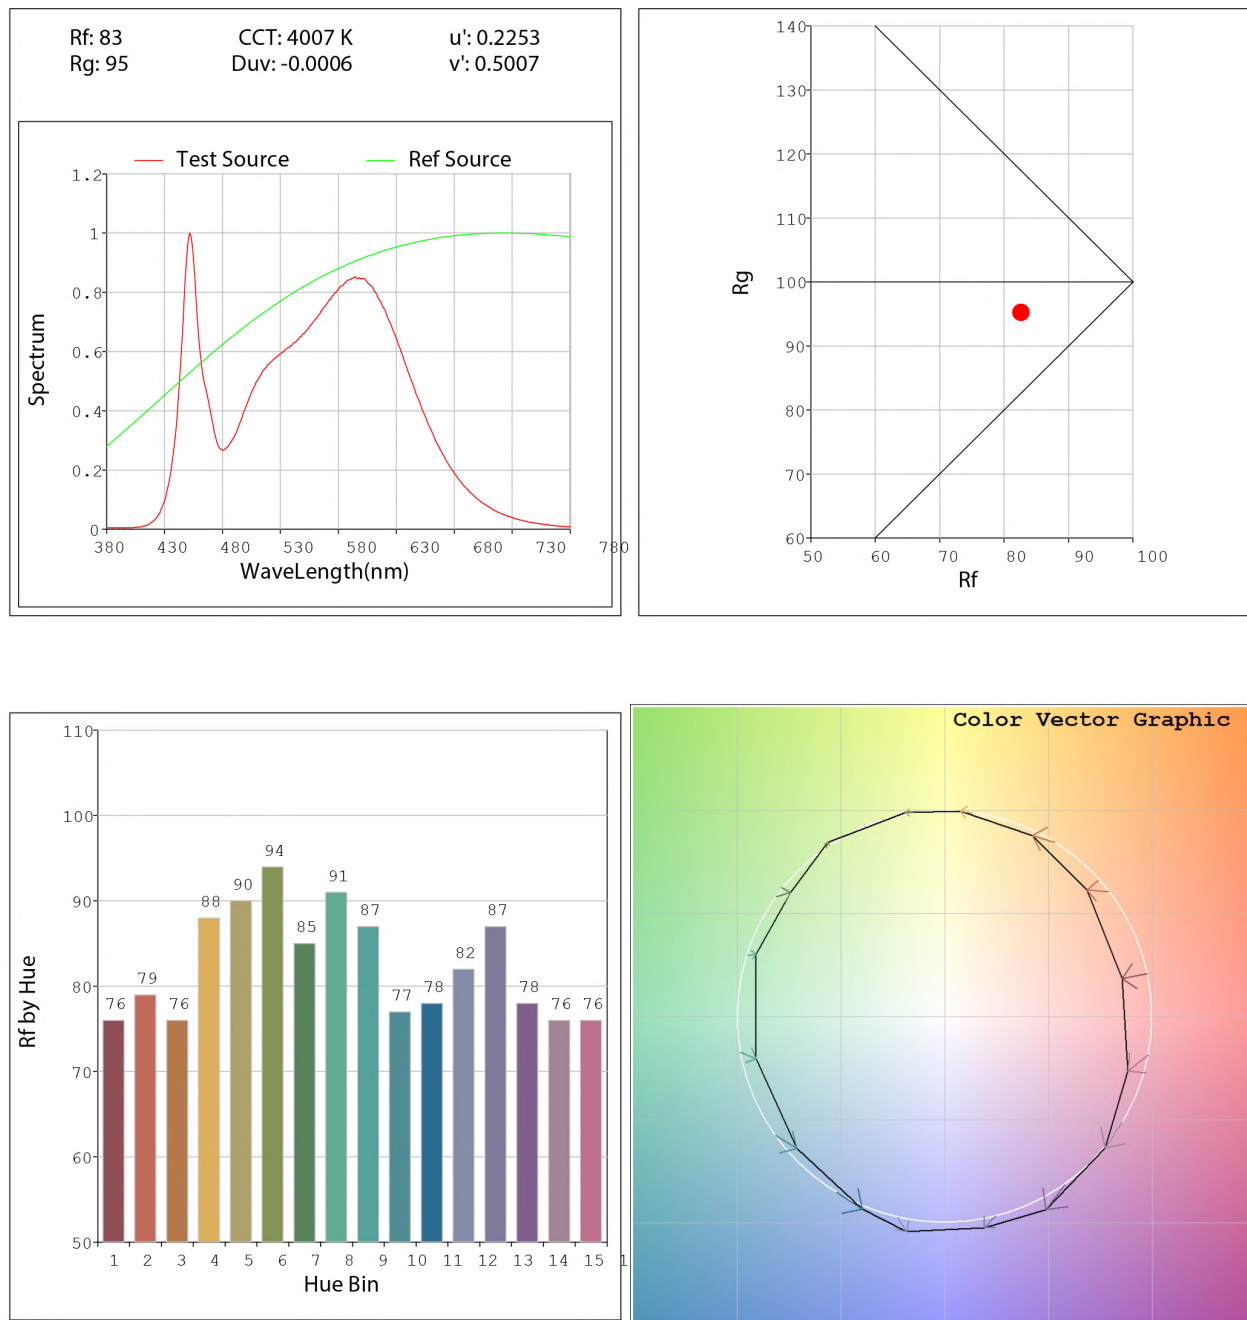 Rf: 83 CCT: 4007 K u': 0.2253
Rg: 95 Duv: -0.0006 v': 0.5007
Test Source Ref Source
1.2
1
0.8
0.6
0.4
0.2
0
Spectrum
380 430 480 530 580 630 680 730 780
WaveLength(nm)
140
130
120
110
100
90
80
70
60
Rg
50 60 70 80 90 100
Rf
110
100
90
80
70
60
50
Rf by Hue
76 79 76 88 90 94 85 91 87 77 78 82 87 78 76 76
1 2 3 4 5 6 7 8 9 10 11 12 13 14 15 1
Hue Bin
Color Vector Graphic